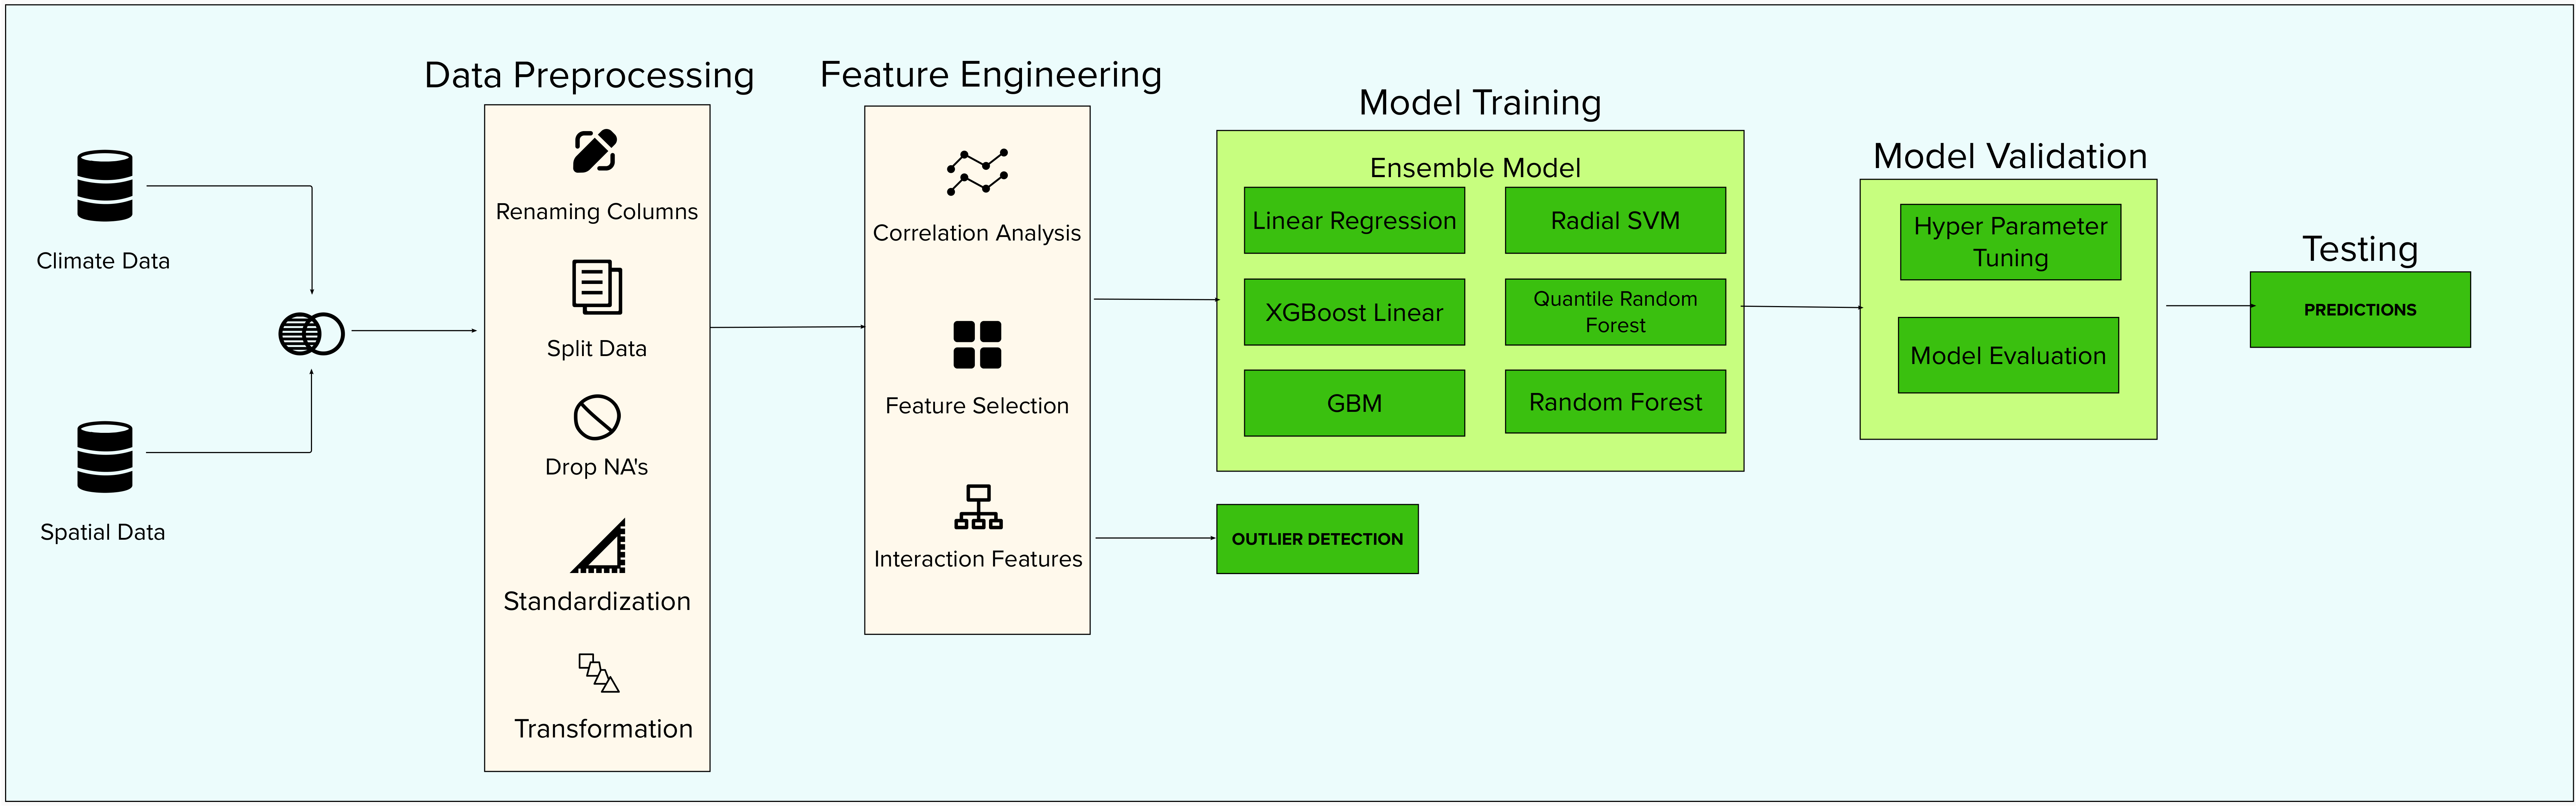 Climate Data
Spatial Data
Data Preprocessing
Renaming Columns
Split Data
Drop NA's
Standardization
Transformation
Feature Engineering
Correlation Analysis
Feature Selection
Interaction Features
Model Training
Ensemble Model
Linear Regression
Radial SVM
XGBoost Linear
Quantile Random
Forest
GBM
Random Forest
OUTLIER DETECTION
Model Validation
Hyper Parameter
Tuning
Model Evaluation
Testing
PREDICTIONS